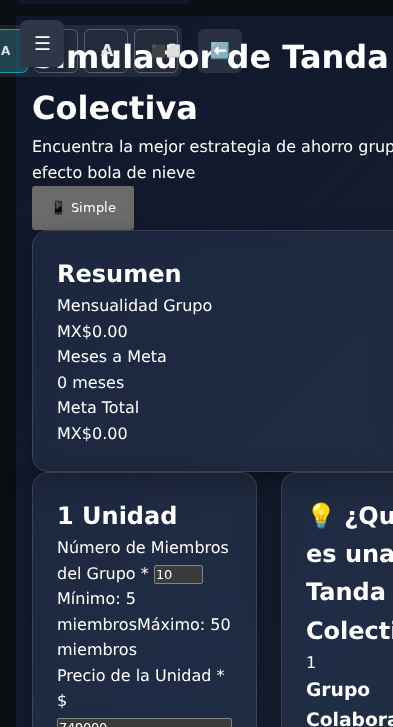 A
☰
A
Simulador de Tanda
Colectiva
Encuentra la mejor estrategia de ahorro grup
efecto bola de nieve
📱 Simple
Resumen
Mensualidad Grupo
MX$0.00
Meses a Meta
0 meses
Meta Total
MX$0.00
1 Unidad
Número de Miembros
del Grupo * 10
Mínimo: 5
miembrosMáximo: 50
miembros
Precio de la Unidad *
$
749000
💡 ¿Qu
es una
Tanda
Colecti
1
Grupo
Colabora